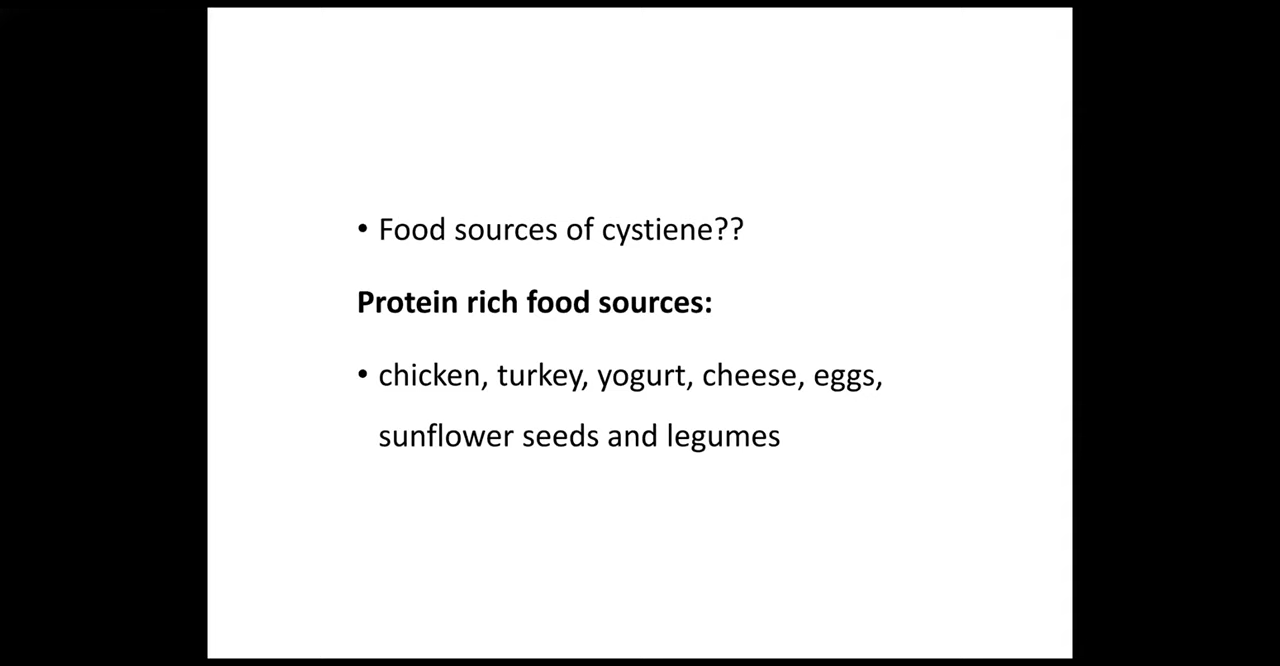 • Food sources of cystiene??
Protein rich food sources:
• chicken, turkey, yogurt, cheese, eggs,
sunflower seeds and legumes